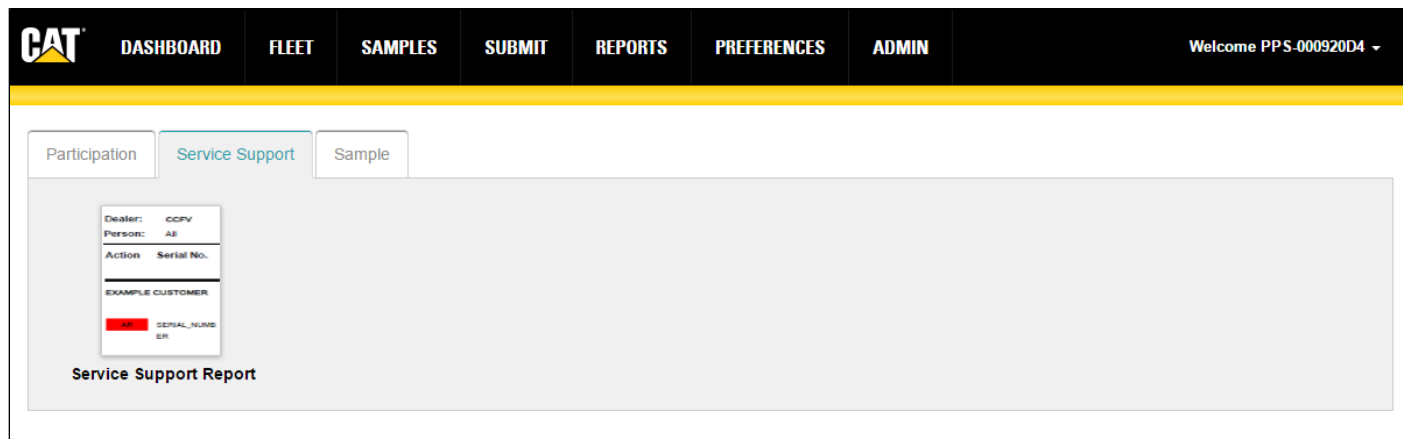 CAT DASHBOARD FLEET SAMPLES SUBMIT REPORTS PREFERENCES ADMIN Welcome PPS-000920D4
Participation Service Support Sample
Dealer: CCFV
Person: All
Action Serial No.
EXAMPLE CUSTOMER
AR SERIAL_NUMB
ER
Service Support Report